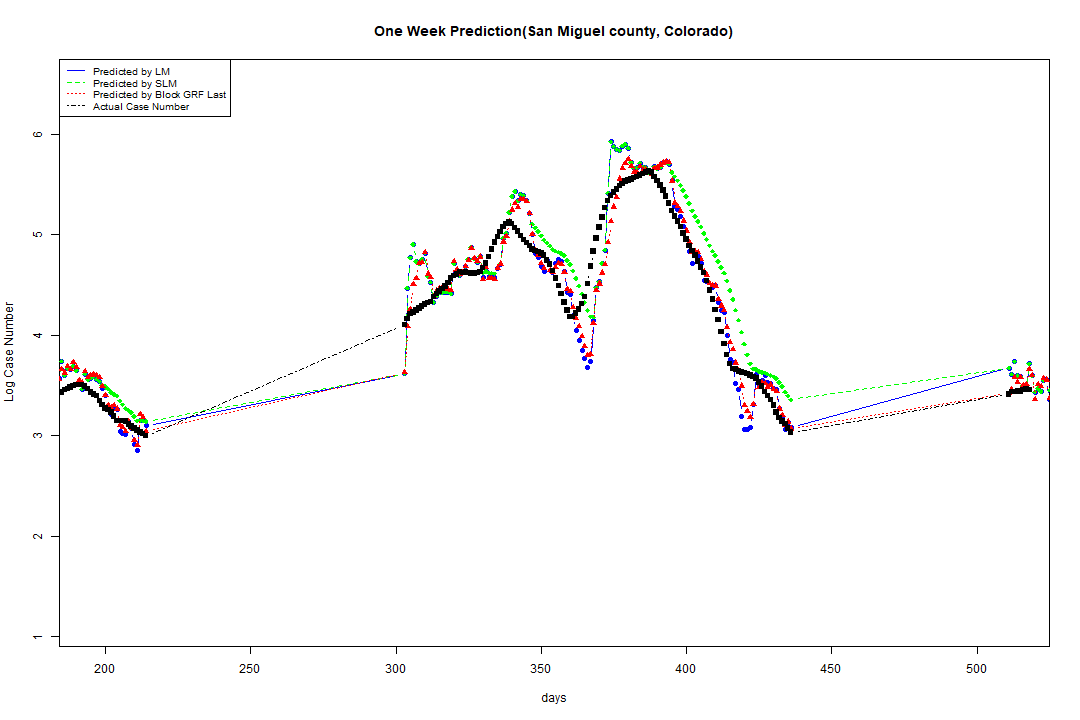 One Week Prediction(San Miguel county, Colorado)
Predicted by LM
Predicted by SLM
Predicted by Block GRF Last
Actual Case Number
Log Case Number
6
5
4
3
2
1
200 250 300 350 400 450 500
days